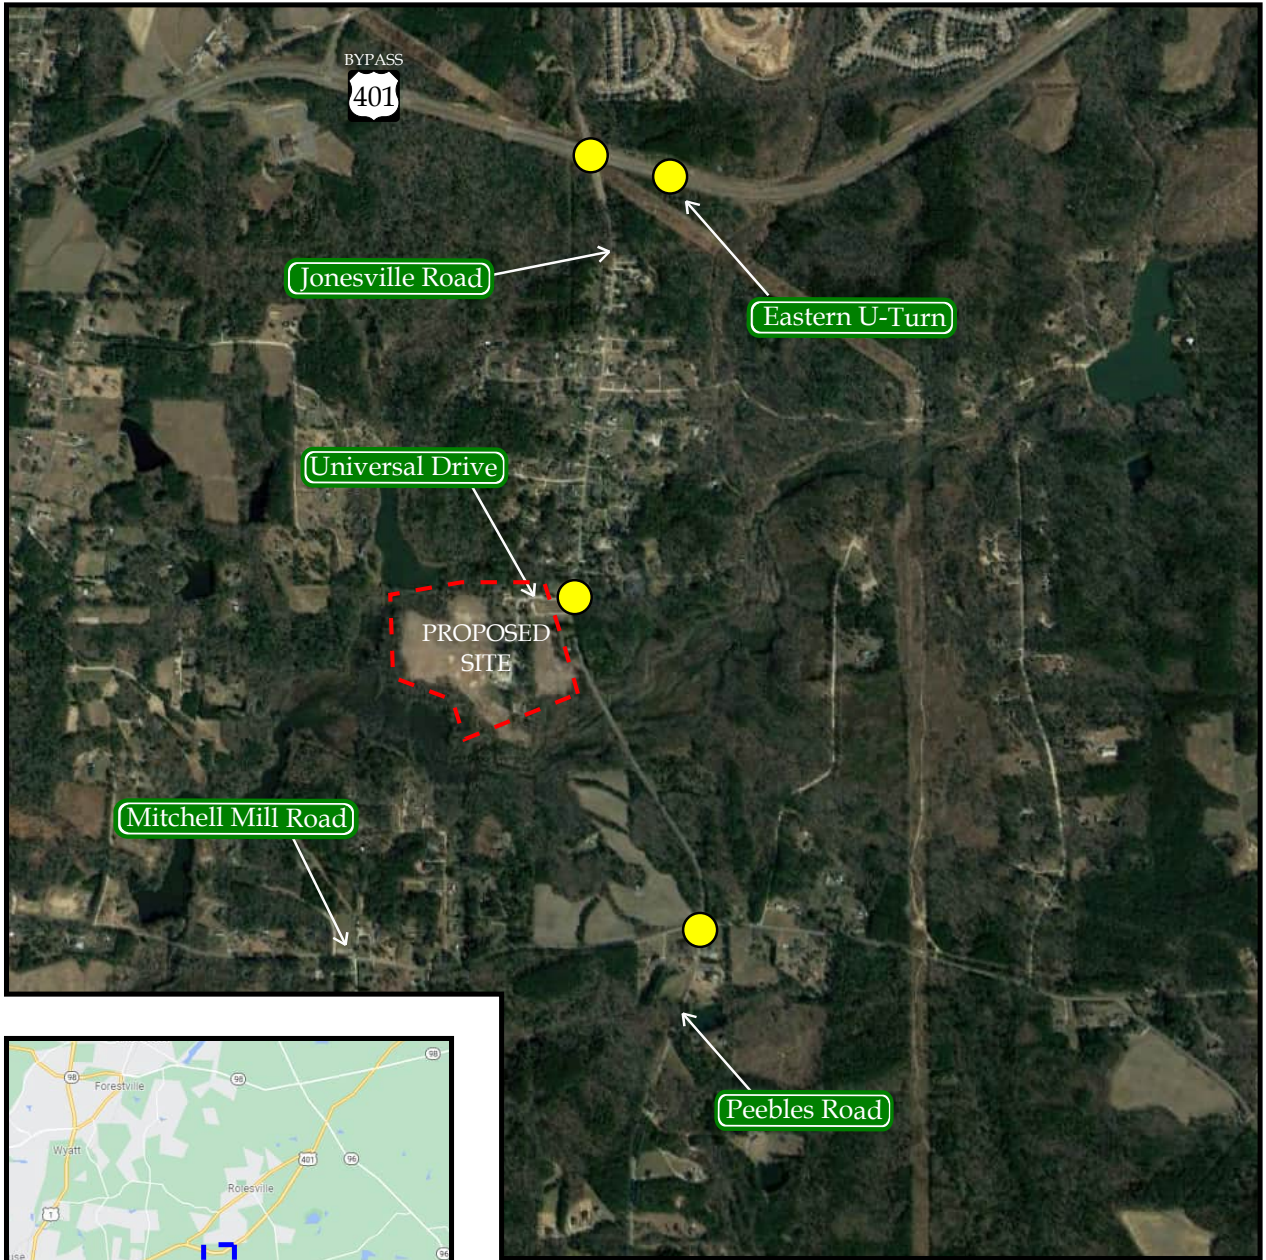 BYPASS
401
Jonesville Road
Eastern U-Turn
Universal Drive
PROPOSED
SITE
Mitchell Mill Road
Peebles Road
98
98
Forestville
98
Wyatt
401
96
Rolesville
1
96